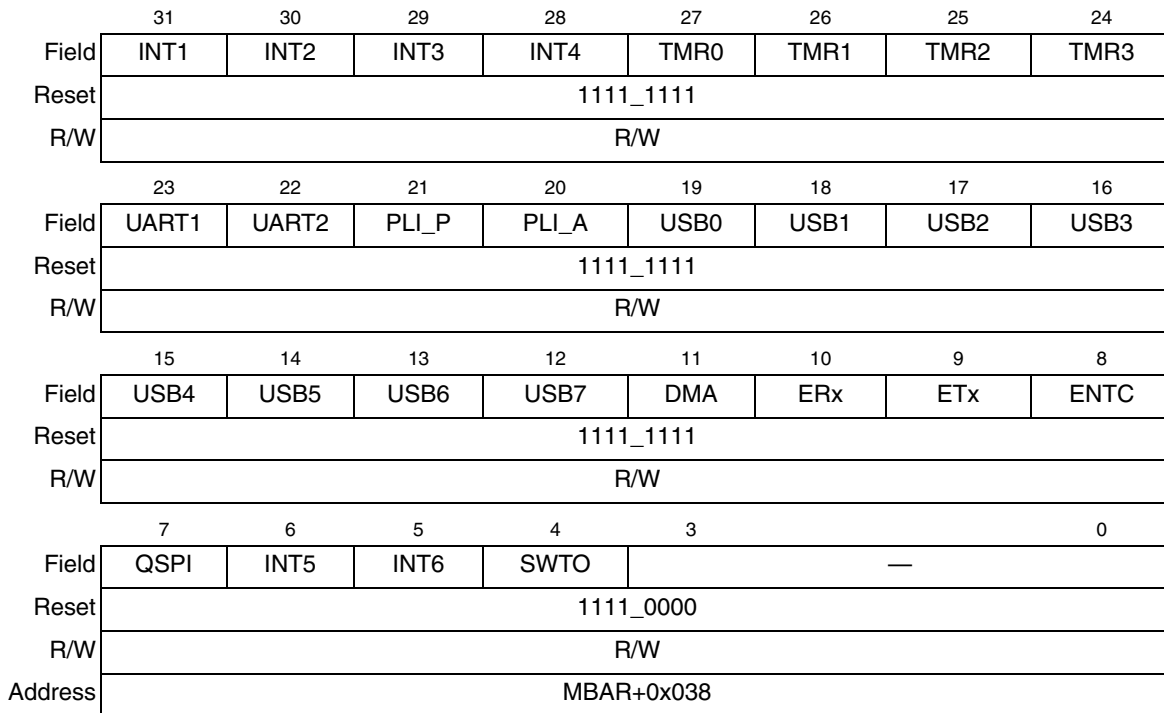 31 30 29 28 27 26 25 24
Field INT1 INT2 INT3 INT4 TMR0 TMR1 TMR2 TMR3
Reset 1111_1111
R/W R/W
23 22 21 20 19 18 17 16
Field UART1 UART2 PLI_P PLI_A USB0 USB1 USB2 USB3
Reset 1111_1111
R/W R/W
15 14 13 12 11 10 9 8
Field USB4 USB5 USB6 USB7 DMA ERx ETx ENTC
Reset 1111_1111
R/W R/W
7 6 5 4 3 0
Field QSPI INT5 INT6 SWTO —
Reset 1111_0000
R/W R/W
Address MBAR+0x038